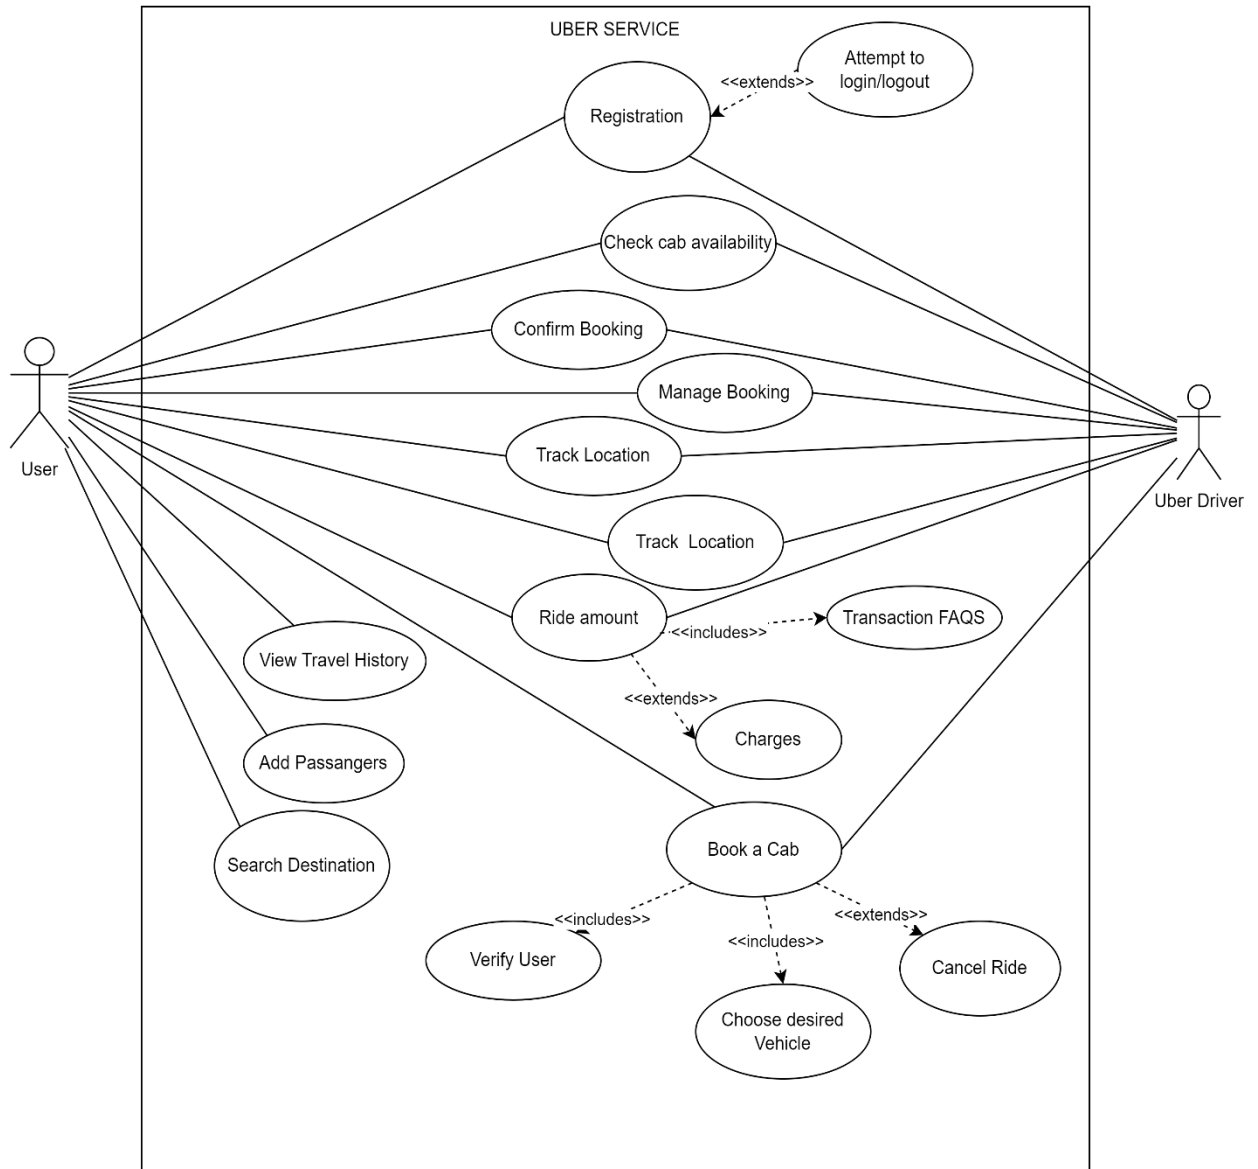 UBER SERVICE
Attempt to
login/logout
<<extends>>
Registration
Check cab availability
Confirm Booking
Manage Booking
Track Location
User
Uber Driver
Track Location
Ride amount
Transaction FAQS
<<includes>>
View Travel History
<<extends>>
Charges
Add Passangers
Book a Cab
Search Destination
<<includes>>
<<extends>>
<<includes>>
Verify User
Cancel Ride
Choose desired
Vehicle